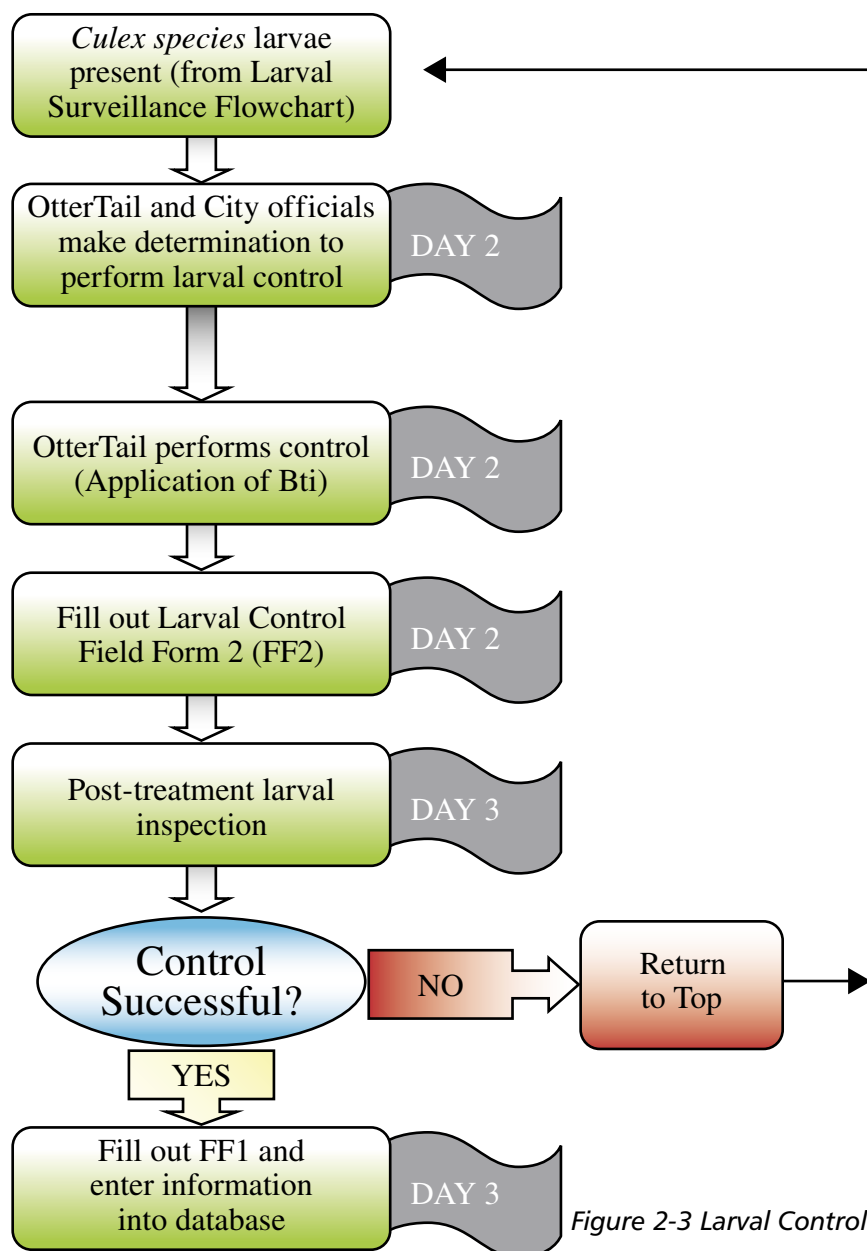 Culex species larvae
present (from Larval
Surveillance Flowchart)
OtterTail and City officials
make determination to
perform larval control
DAY 2
OtterTail performs control
(Application of Bti)
DAY 2
Fill out Larval Control
Field Form 2 (FF2)
DAY 2
Post-treatment larval
inspection
DAY 3
Control
Successful?
NO
Return
to Top
YES
Fill out FF1 and
enter information
into database
DAY 3
Figure 2-3 Larval Control